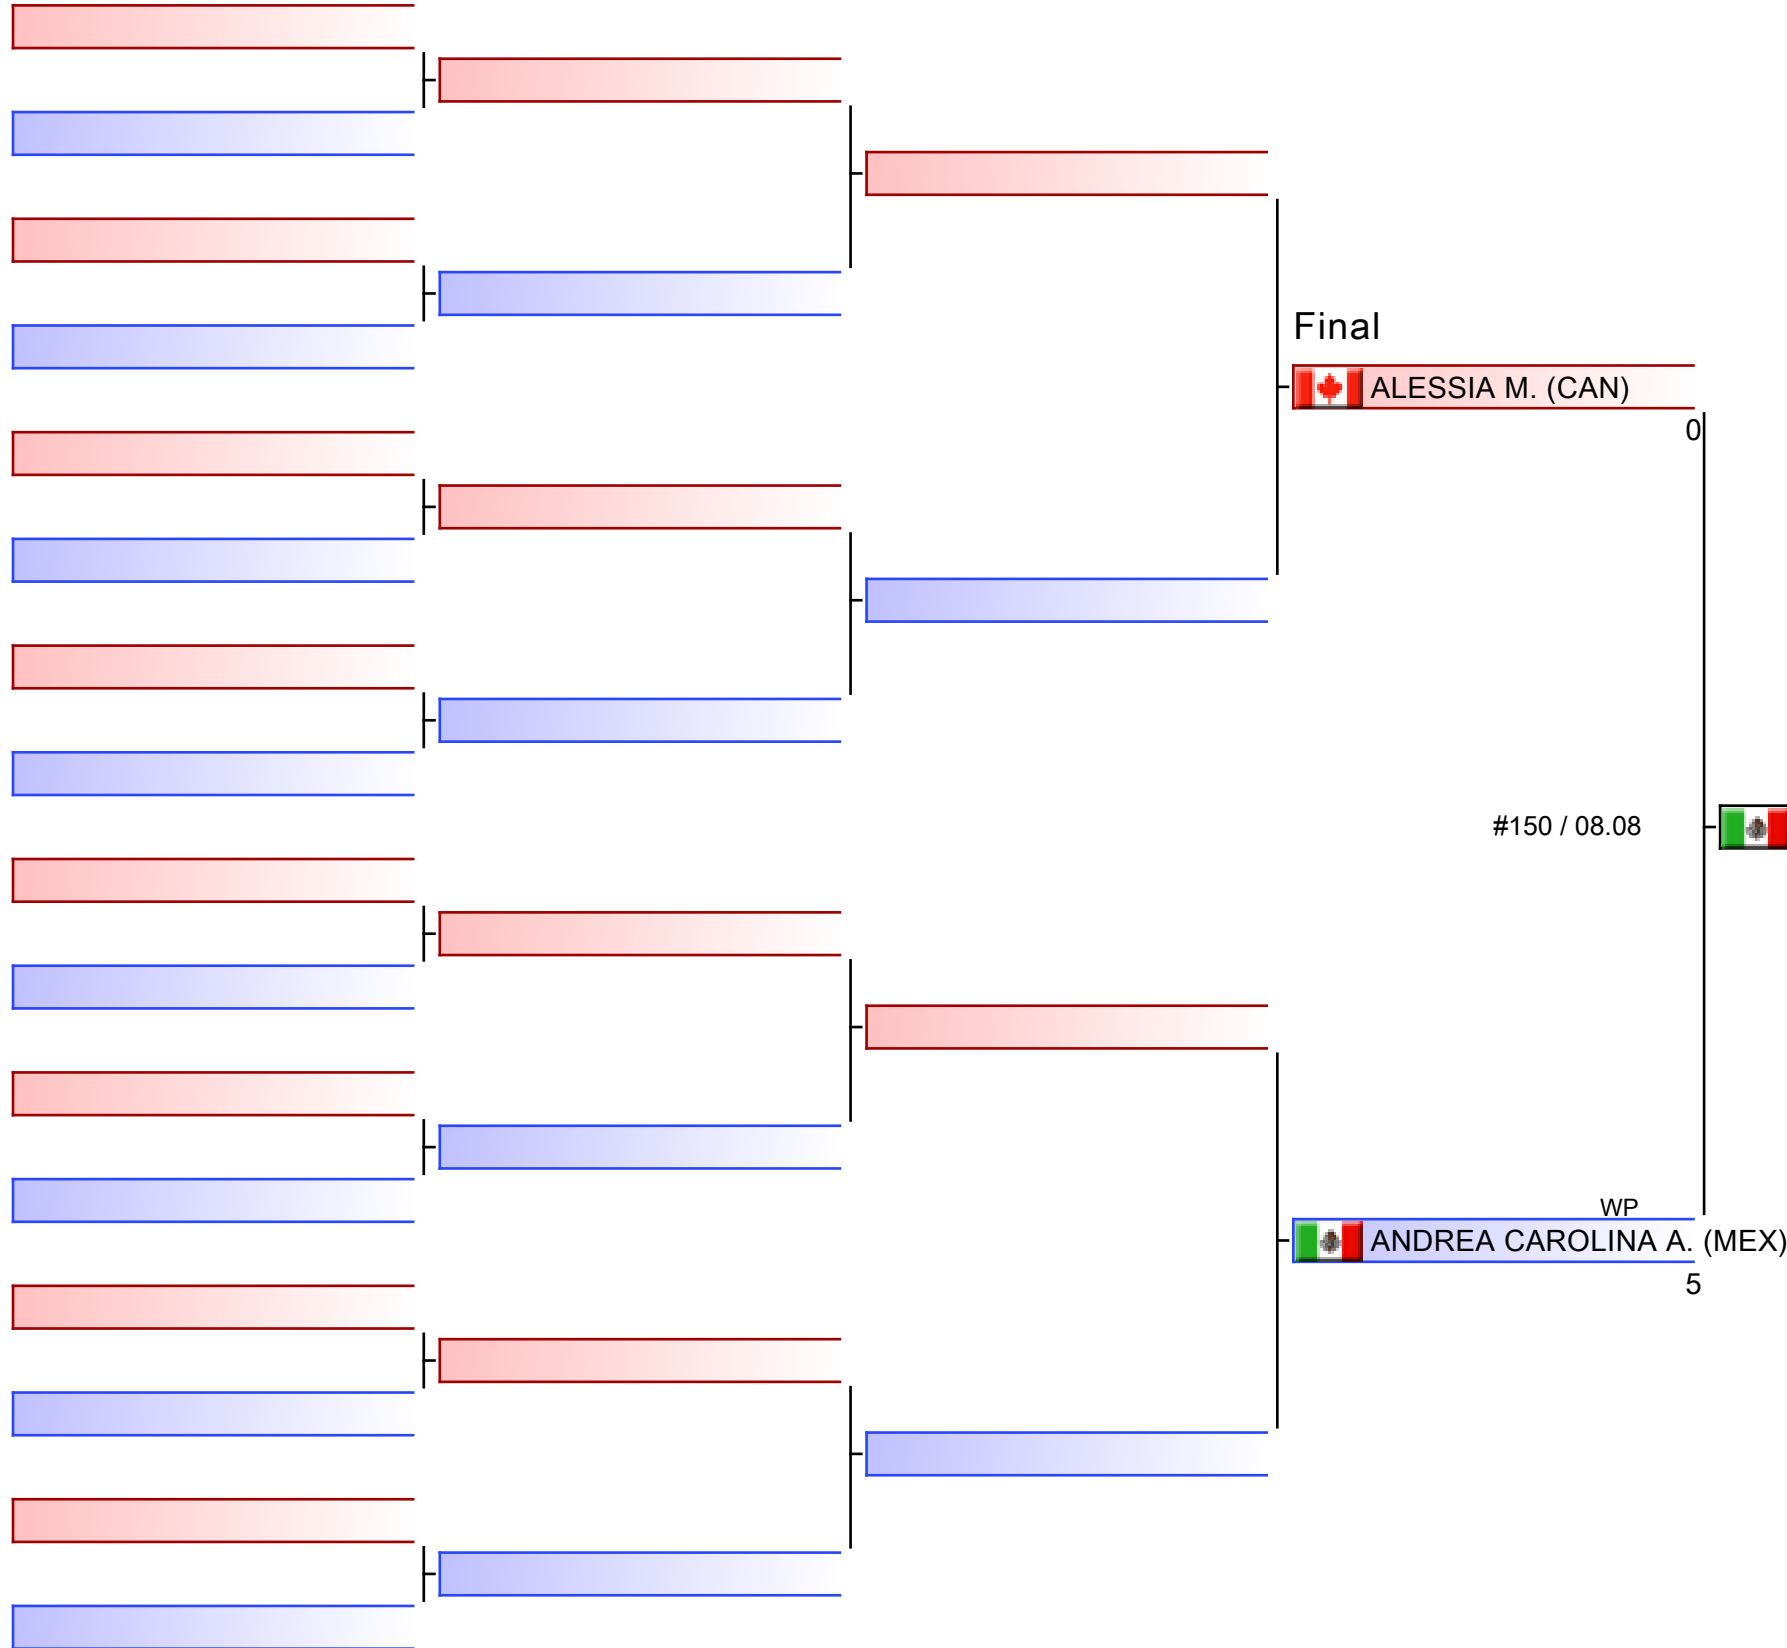 Final
ALESSIA M. (CAN)
0
#150 / 08.08
WP
ANDREA CAROLINA A. (MEX)
5